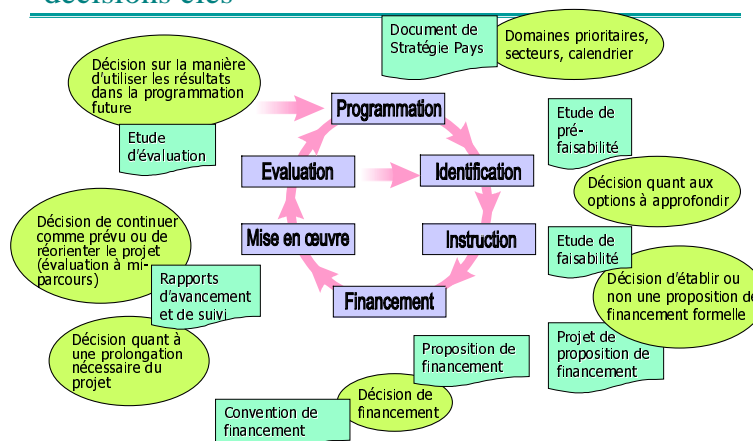 décisions clés
Document de
Stratégie Pays
Domaines prioritaires,
secteurs, calendrier
Décision sur la manière
d'utiliser les résultats
dans la programmation
future
Programmation
Etude
d'évaluation
Etude de
pré-
faisabilité
Evaluation
Identification
Décision quant aux
options à approfondir
Décision de continuer
comme prévu ou de
réorienter le projet
(évaluation à mi-
parcours)
Mise en œuvre
Instruction
Etude de
faisabilité
Rapports
d'avancement
et de suivi
Financement
Décision d'établir ou
non une proposition de
financement formelle
Décision quant à
une prolongation
nécessaire du
projet
Proposition de
financement
Projet de
proposition de
financement
Décision de
financement
Convention de
financement